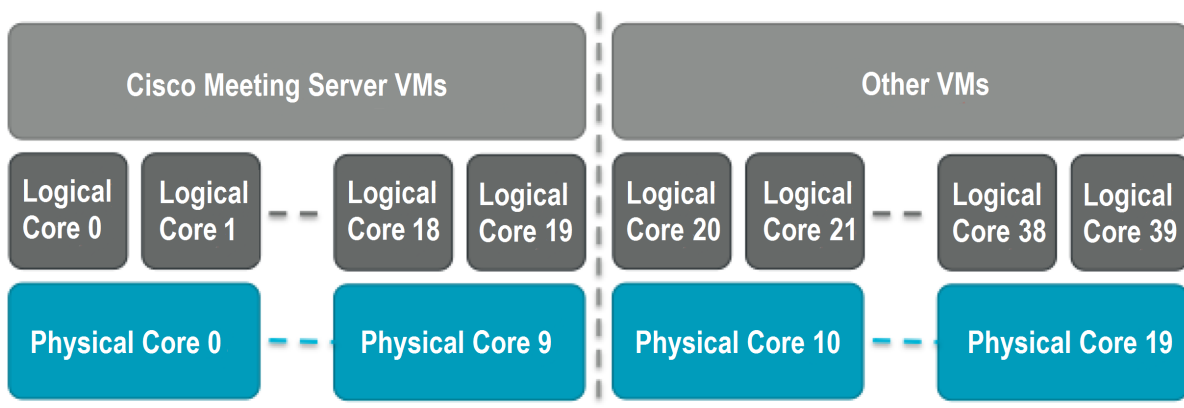 Cisco Meeting Server VMs
Other VMs
Logical
Core 0
Logical
Core 1
Logical
Core 18
Logical
Core 19
Logical
Core 20
Logical
Core 21
Logical
Core 38
Logical
Core 39
Physical Core 0
Physical Core 9
Physical Core 10
Physical Core 19